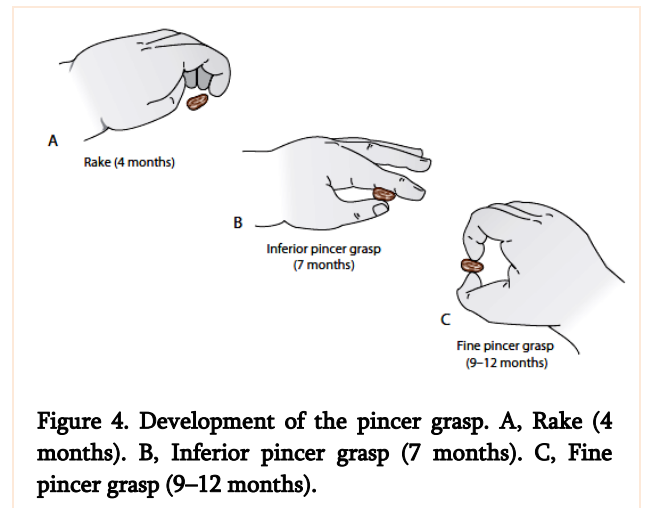 A
Rake (4 months)
B
Inferior pincer grasp
(7 months)
C
Fine pincer grasp
(9–12 months)
Figure 4. Development of the pincer grasp. A, Rake (4
months). B, Inferior pincer grasp (7 months). C, Fine
pincer grasp (9–12 months).